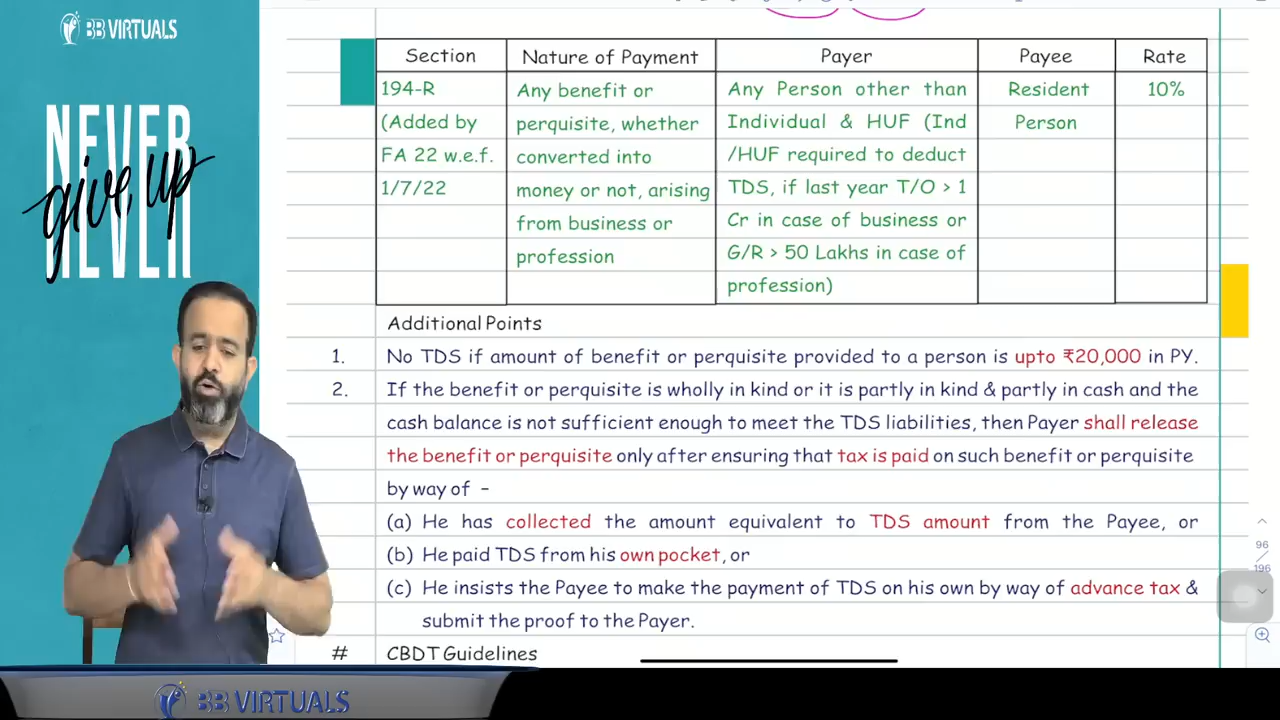 BB VIRTUALS
NEVER
give up
NEVER
Section
Nature of Payment
Payer
Payee
Rate
194-R
(Added by
FA 22 w.e.f.
1/7/22
Any benefit or
perquisite, whether
converted into
money or not, arising
from business or
profession
Any Person other than
Individual & HUF (Ind
/HUF required to deduct
TDS, if last year T/O > 1
Cr in case of business or
G/R > 50 Lakhs in case of
profession)
Resident
Person
10%
Additional Points
1. No TDS if amount of benefit or perquisite provided to a person is upto ₹20,000 in PY.
2. If the benefit or perquisite is wholly in kind or it is partly in kind & partly in cash and the
cash balance is not sufficient enough to meet the TDS liabilities, then Payer shall release
the benefit or perquisite only after ensuring that tax is paid on such benefit or perquisite
by way of –
(a) He has collected the amount equivalent to TDS amount from the Payee, or
(b) He paid TDS from his own pocket, or
(c) He insists the Payee to make the payment of TDS on his own by way of advance tax &
submit the proof to the Payer.
# CBDT Guidelines
96
196
BB VIRTUALS